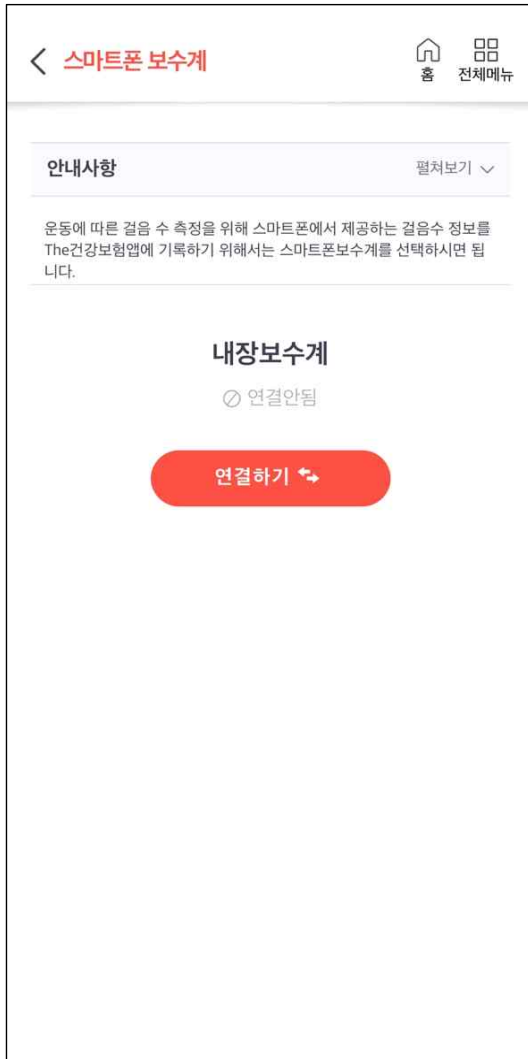 스마트폰 보수계
홈
전체메뉴
안내사항
펼쳐보기
운동에 따른 걸음 수 측정을 위해 스마트폰에서 제공하는 걸음수 정보를
The건강보험앱에 기록하기 위해서는 스마트폰보수계를 선택하시면 됩
니다.
내장보수계
연결안됨
연결하기